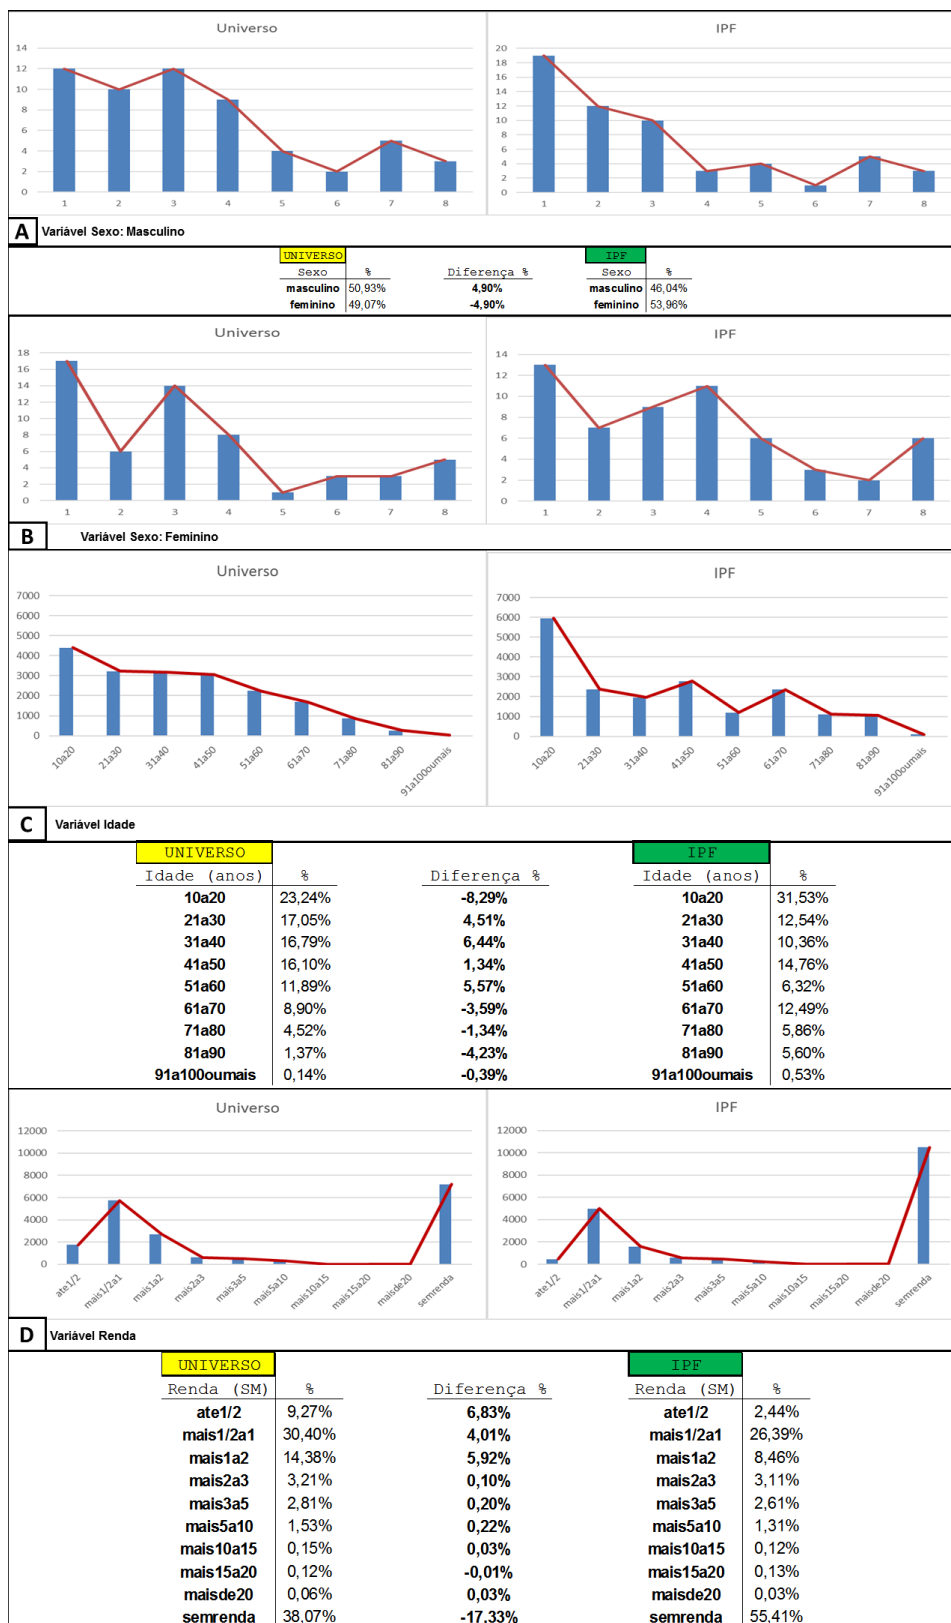 Universo IPF
14 20
12 18
10 16
8 14
6 12
4 10
2 8
0 6
4
2
0
1 2 3 4 5 6 7 8 1 2 3 4 5 6 7 8
A Variável Sexo: Masculino
UNIVERSO IPF
Sexo % Diferença % Sexo %
masculino 50,93% 4,90% masculino 46,04%
feminino 49,07% -4,90% feminino 53,96%
Universo IPF
18 14
16 12
14 10
12 8
10 6
8 4
6 2
4 0
2
0
1 2 3 4 5 6 7 8 1 2 3 4 5 6 7 8
B Variável Sexo: Feminino
Universo IPF
7000 7000
6000 6000
5000 5000
4000 4000
3000 3000
2000 2000
1000 1000
0 0
10a20 21a30 31a40 41a50 51a60 61a70 71a80 81a90 91a100oumais 10a20 21a30 31a40 41a50 51a60 61a70 71a80 81a90 91a100oumais
C Variável Idade
UNIVERSO IPF
Idade (anos) % Diferença % Idade (anos) %
10a20 23,24% -8,29% 10a20 31,53%
21a30 17,05% 4,51% 21a30 12,54%
31a40 16,79% 6,44% 31a40 10,36%
41a50 16,10% 1,34% 41a50 14,76%
51a60 11,89% 5,57% 51a60 6,32%
61a70 8,90% -3,59% 61a70 12,49%
71a80 4,52% -1,34% 71a80 5,86%
81a90 1,37% -4,23% 81a90 5,60%
91a100oumais 0,14% -0,39% 91a100oumais 0,53%
Universo IPF
12000 12000
10000 10000
8000 8000
6000 6000
4000 4000
2000 2000
0 0
ate1/2 mais1/2a1 mais1a2 mais2a3 mais3a5 mais5a10 mais10a15 mais15a20 maisde20 semrenda ate1/2 mais1/2a1 mais1a2 mais2a3 mais3a5 mais5a10 mais10a15 mais15a20 maisde20 semrenda
D Variável Renda
UNIVERSO IPF
Renda (SM) % Diferença % Renda (SM) %
ate1/2 9,27% 6,83% ate1/2 2,44%
mais1/2a1 30,40% 4,01% mais1/2a1 26,39%
mais1a2 14,38% 5,92% mais1a2 8,46%
mais2a3 3,21% 0,10% mais2a3 3,11%
mais3a5 2,81% 0,20% mais3a5 2,61%
mais5a10 1,53% 0,22% mais5a10 1,31%
mais10a15 0,15% 0,03% mais10a15 0,12%
mais15a20 0,12% -0,01% mais15a20 0,13%
maisde20 0,06% 0,03% maisde20 0,03%
semrenda 38,07% -17,33% semrenda 55,41%